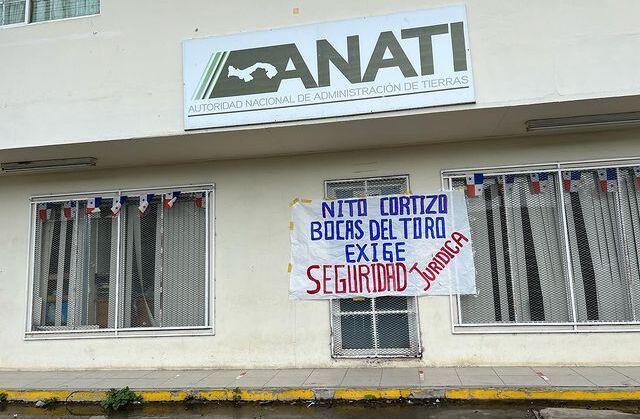 ANATI
AUTORIDAD NACIONAL DE ADMINISTRACIÓN DE TIERRAS
NITO CORTIZO
BOCAS DEL TORO
EXIGE
SEGURIDAD JURIDICA